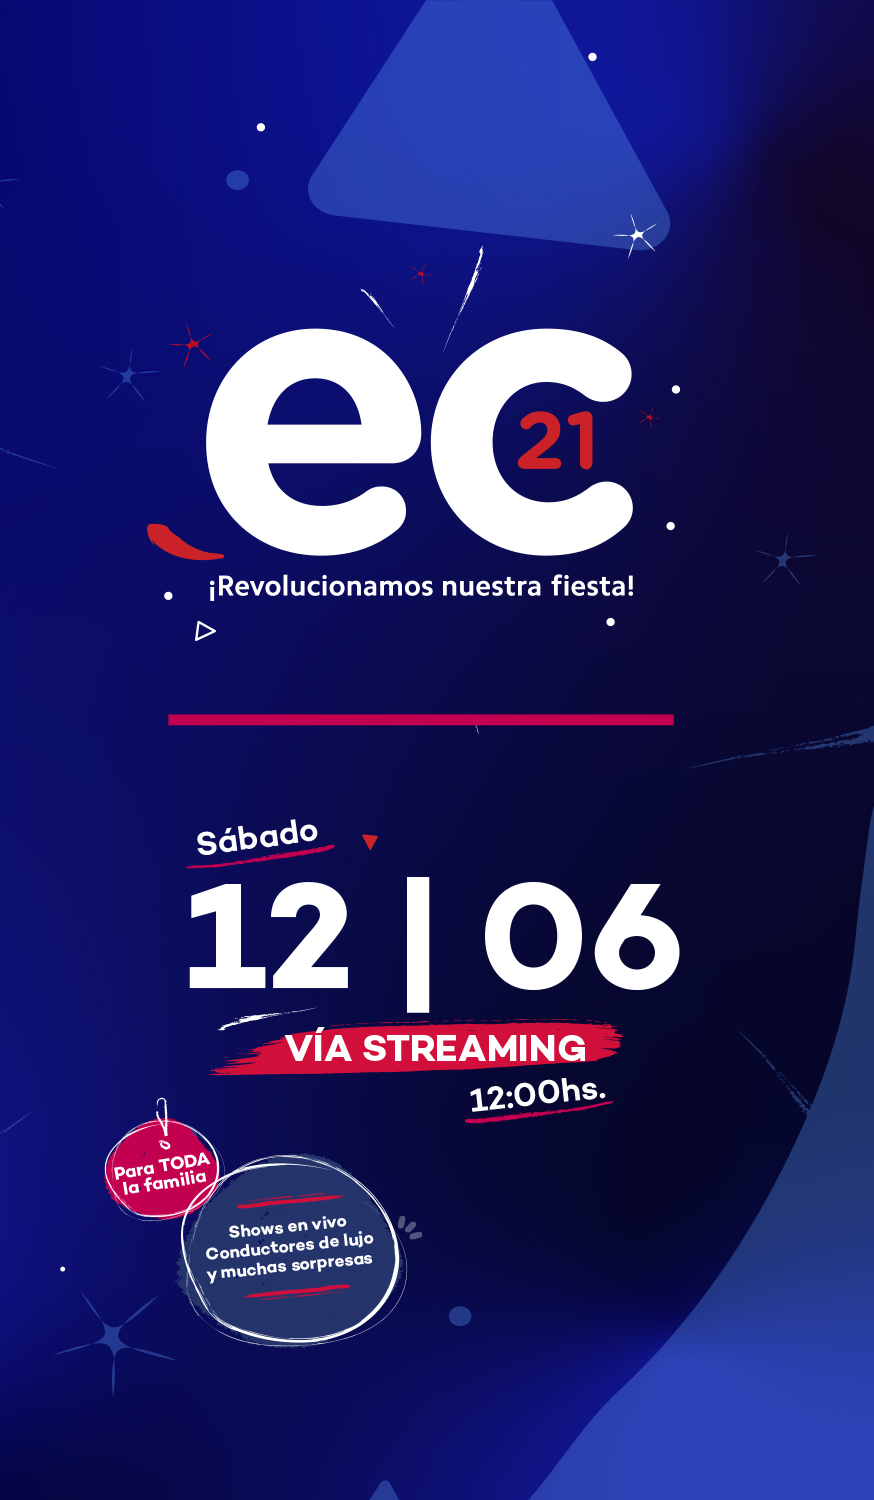 ec
21
¡Revolucionamos nuestra fiesta!
Sábado
12 | 06
VÍA STREAMING
12:00hs.
Para TODA
la familia
Shows en vivo
Conductores de lujo
y muchas sorpresas